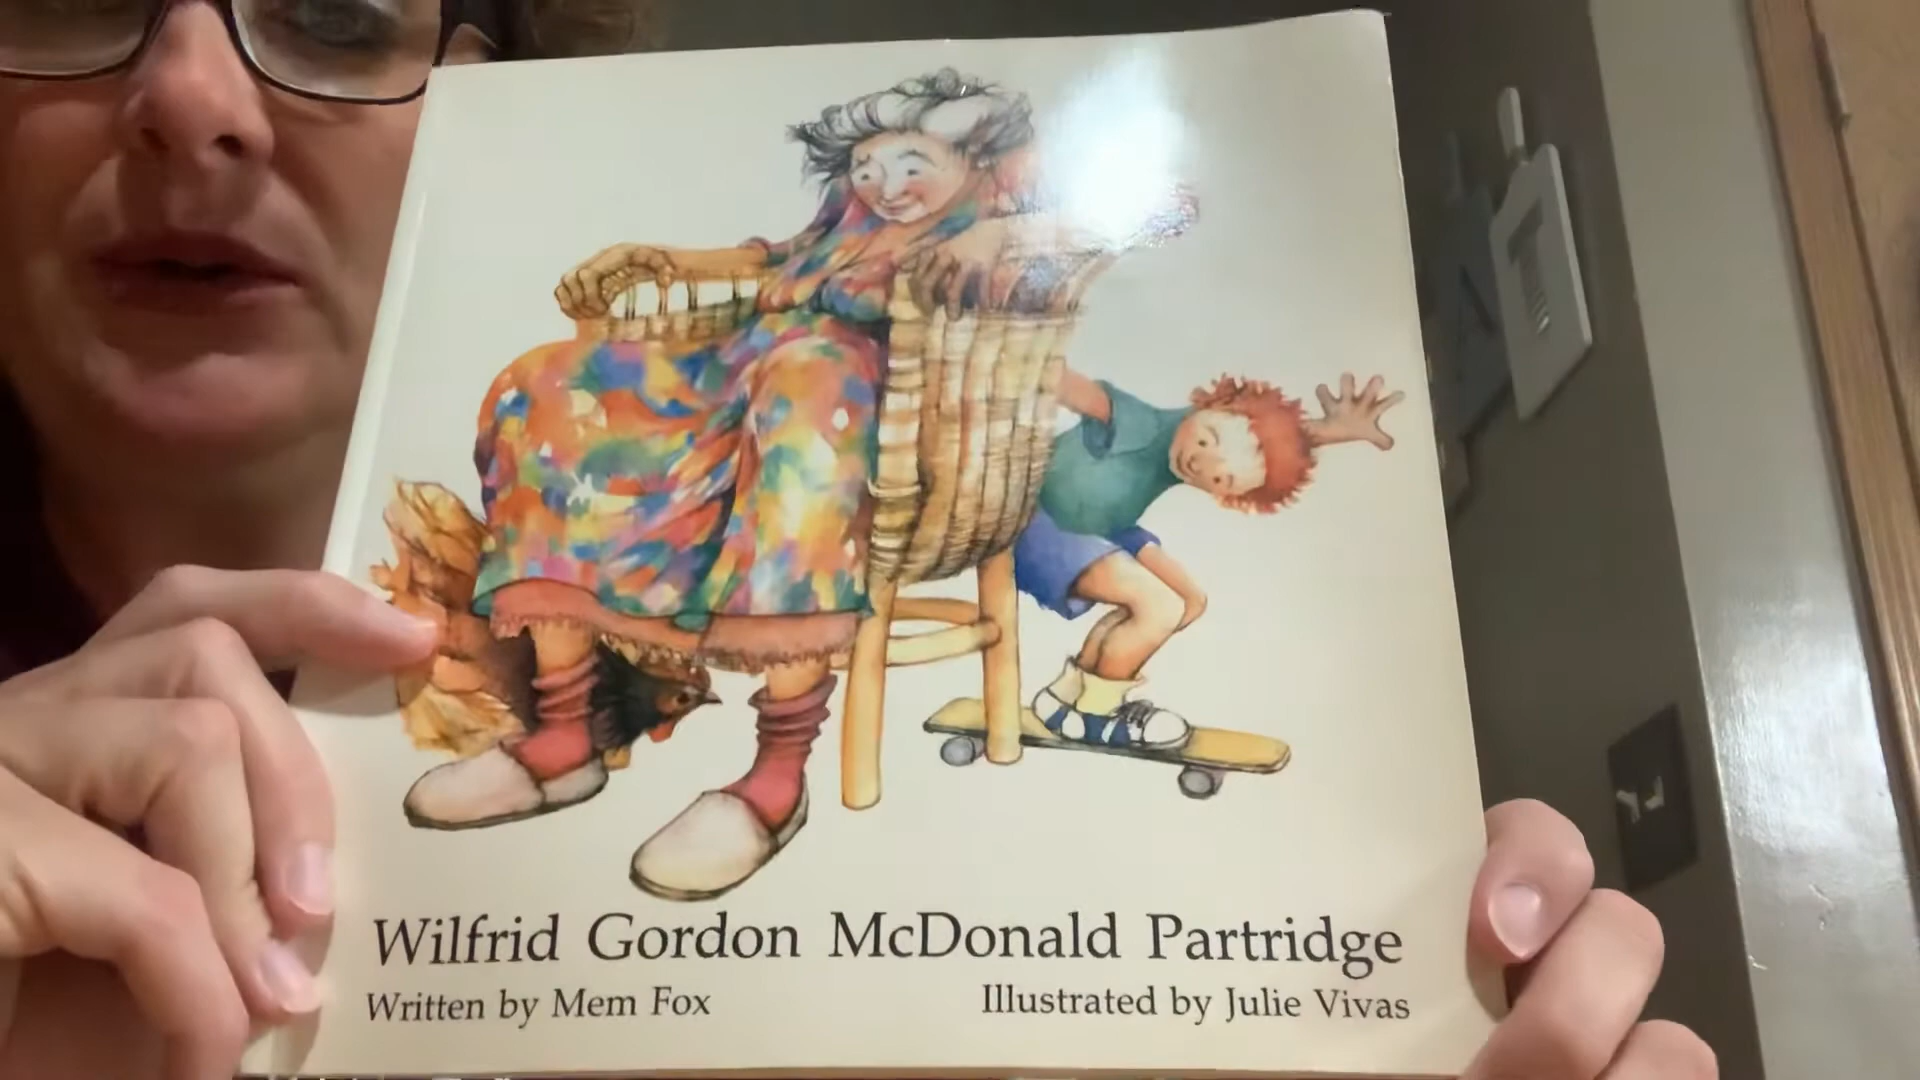 Wilfrid Gordon McDonald Partridge
Written by Mem Fox
Illustrated by Julie Vivas